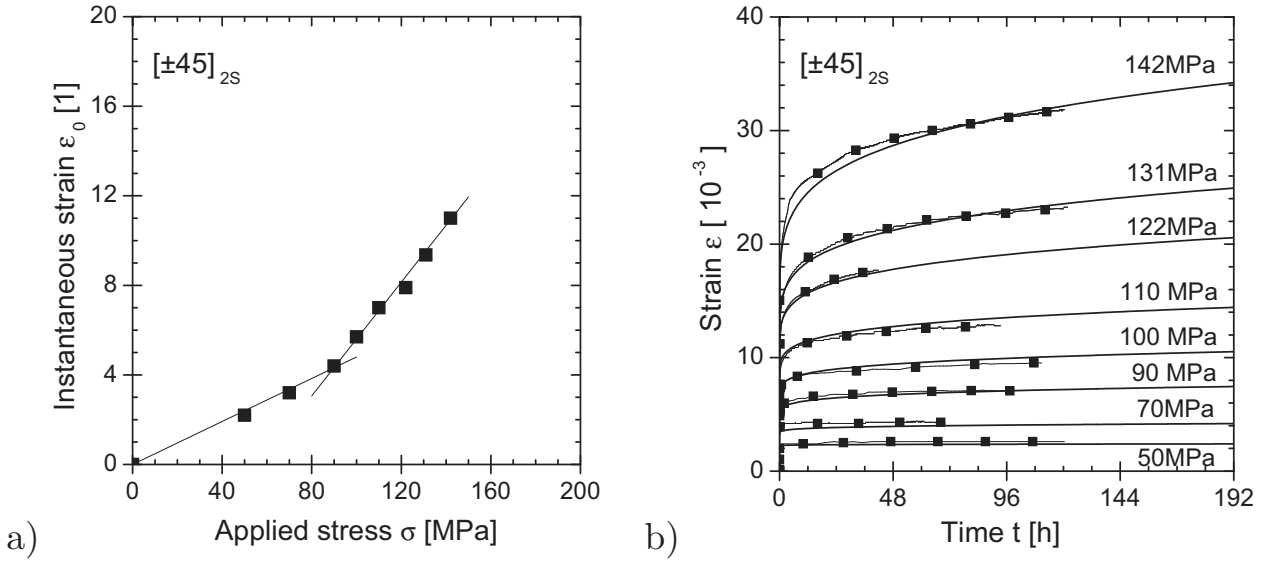 20
16
12
8
4
0
Instantaneous strain ε₀ [1]
[±45]₂S
0 40 80 120 160 200
Applied stress σ [MPa]
a)
40
30
20
10
0
Strain ε [ 10⁻³ ]
[±45]₂S
142MPa
131MPa
122MPa
110 MPa
100 MPa
90 MPa
70MPa
50MPa
0 48 96 144 192
Time t [h]
b)